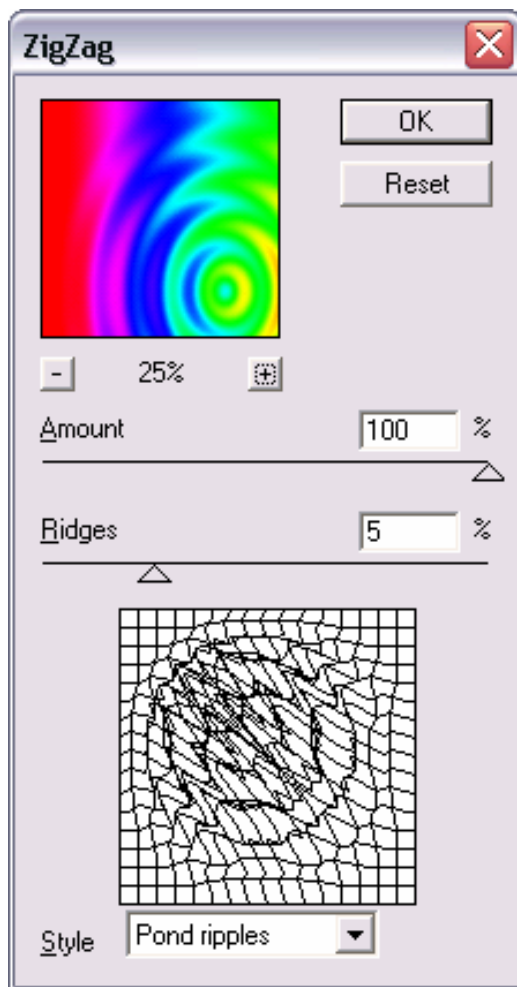 ZigZag
OK
Reset
- 25% +
Amount 100 %
Ridges 5 %
Style Pond ripples